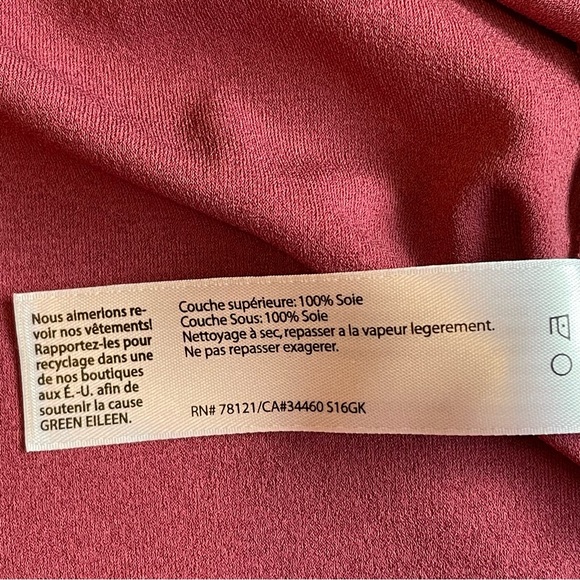 Nous aimerions re-
voir nos vêtements!
Rapportez-les pour
recyclage dans une
de nos boutiques
aux É.-U. afin de
soutenir la cause
GREEN EILEEN.
Couche supérieure: 100% Soie
Couche Sous: 100% Soie
Nettoyage à sec, repasser a la vapeur legerement.
Ne pas repasser exagerer.
RN# 78121/CA#34460 S16GK